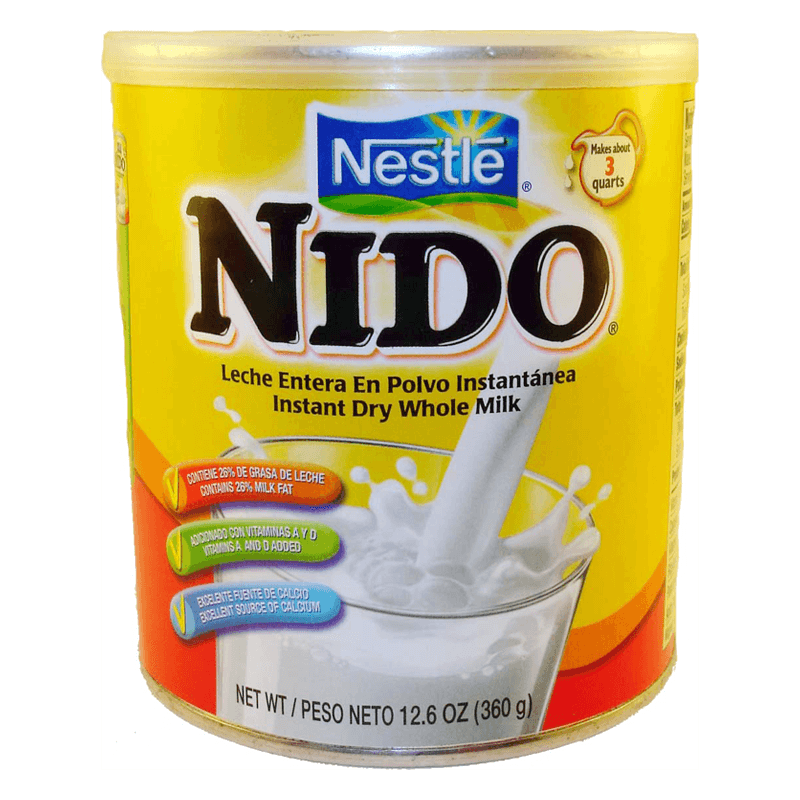 Nestlé®
Makes about
3
quarts
NIDO®
Leche Entera En Polvo Instantánea
Instant Dry Whole Milk
CONTIENE 26% DE GRASA DE LECHE
CONTAINS 26% MILK FAT
ADICIONADO CON VITAMINAS A Y D
VITAMINS A AND D ADDED
EXCELENTE FUENTE DE CALCIO
EXCELLENT SOURCE OF CALCIUM
NET WT / PESO NETO 12.6 OZ (360 g)